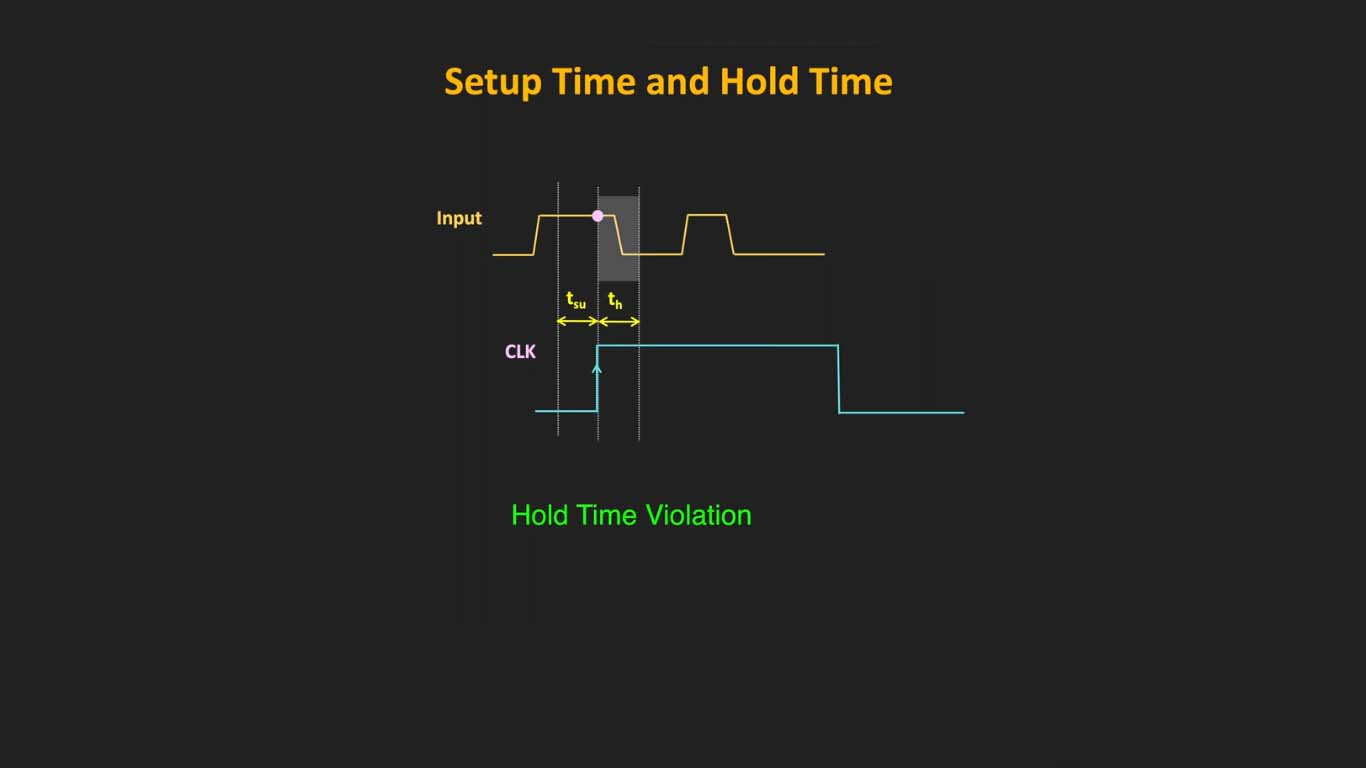 Setup Time and Hold Time
Input
tsu th
CLK
Hold Time Violation